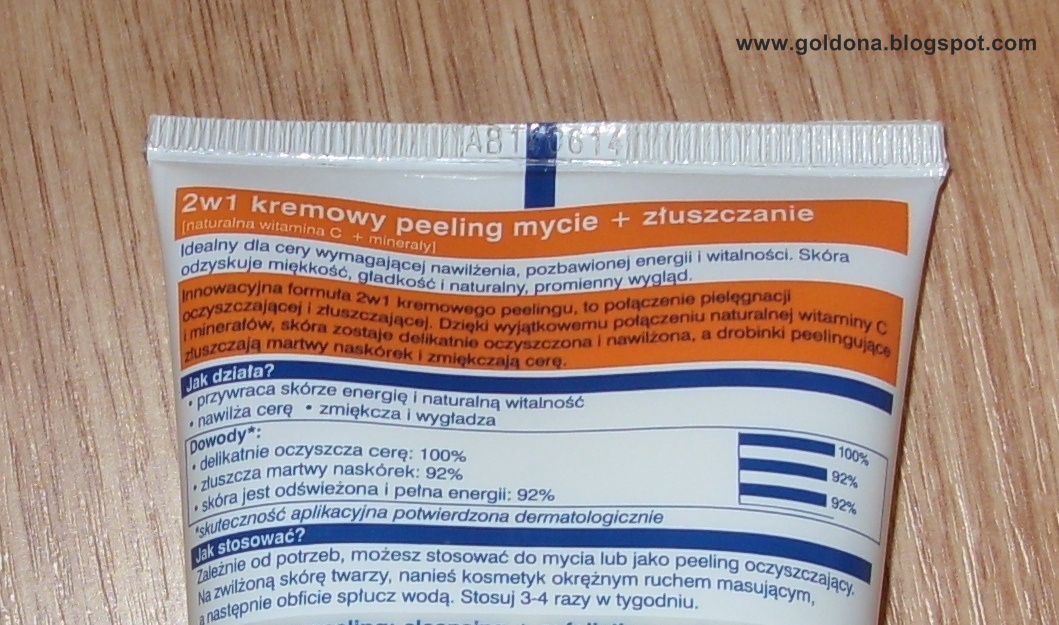 www.goldona.blogspot.com
2w1 kremowy peeling mycie + złuszczanie
[naturalna witamina C + minerały]
Idealny dla cery wymagającej nawilżenia, pozbawionej energii i witalności. Skóra
odzyskuje miękkość, gładkość i naturalny, promienny wygląd.
Innowacyjna formuła 2w1 kremowego peelingu, to połączenie pielęgnacji
oczyszczającej i złuszczającej. Dzięki wyjątkowemu połączeniu naturalnej witaminy C
i minerałów, skóra zostaje delikatnie oczyszczona i nawilżona, a drobinki peelingujące
złuszczają martwy naskórek i zmiękczają cerę.
Jak działa?
• przywraca skórze energię i naturalną witalność
• nawilża cerę • zmiękcza i wygładza
Dowody*:
• delikatnie oczyszcza cerę: 100%
• złuszcza martwy naskórek: 92%
• skóra jest odświeżona i pełna energii: 92%
100%
92%
92%
*skuteczność aplikacyjna potwierdzona dermatologicznie
Jak stosować?
Zależnie od potrzeb, możesz stosować do mycia lub jako peeling oczyszczający.
Na zwilżoną skórę twarzy, nanieś kosmetyk okrężnym ruchem masującym,
a następnie obficie spłucz wodą. Stosuj 3-4 razy w tygodniu.